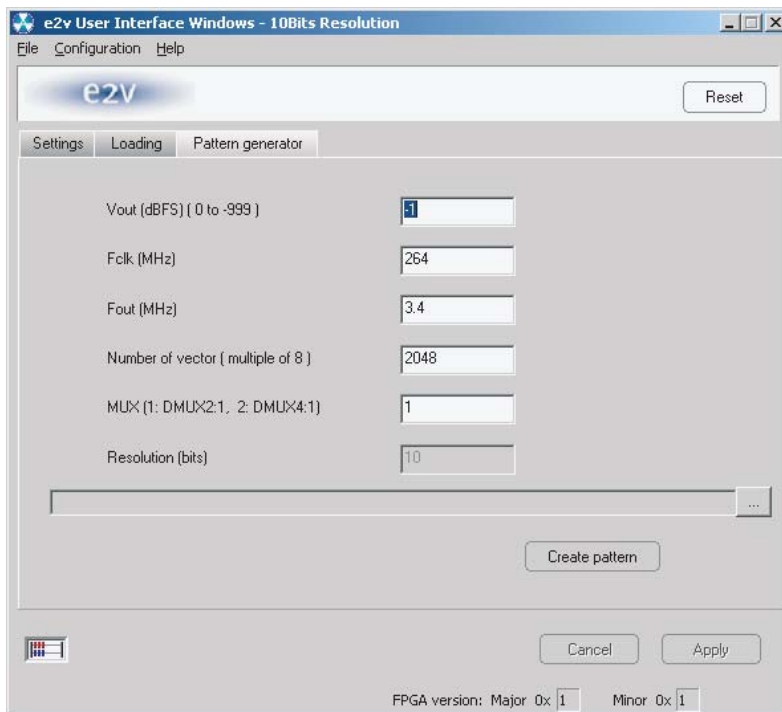 e2v User Interface Windows - 10Bits Resolution
File Configuration Help
e2v
Reset
Settings Loading Pattern generator
Vout (dBFS) ( 0 to -999 ) -1
Fclk (MHz) 264
Fout (MHz) 3.4
Number of vector ( multiple of 8 ) 2048
MUX (1: DMUX2:1, 2: DMUX4:1) 1
Resolution (bits) 10
...
Create pattern
Cancel Apply
FPGA version: Major 0x 1 Minor 0x 1